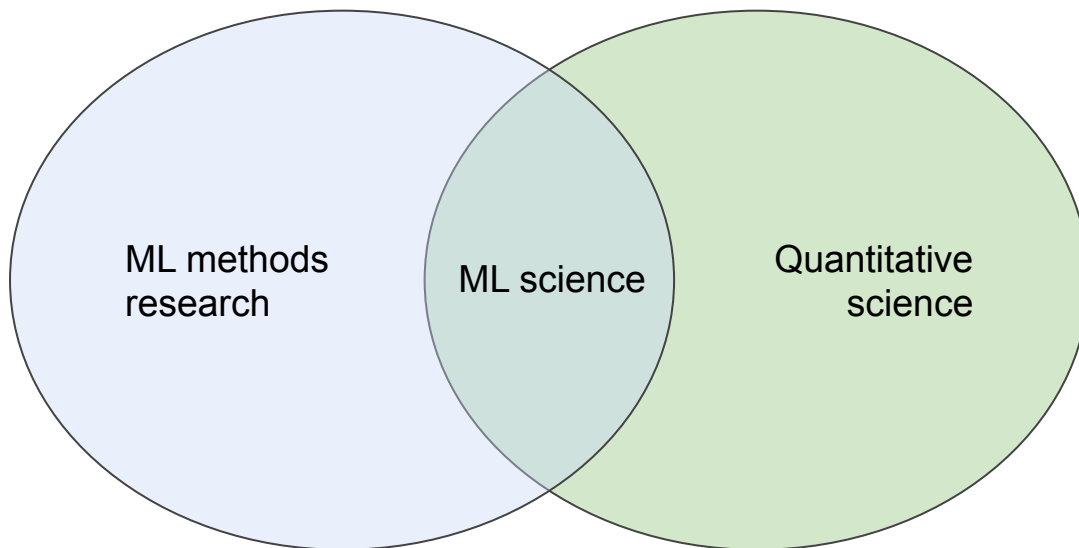 ML methods
research
ML science
Quantitative
science